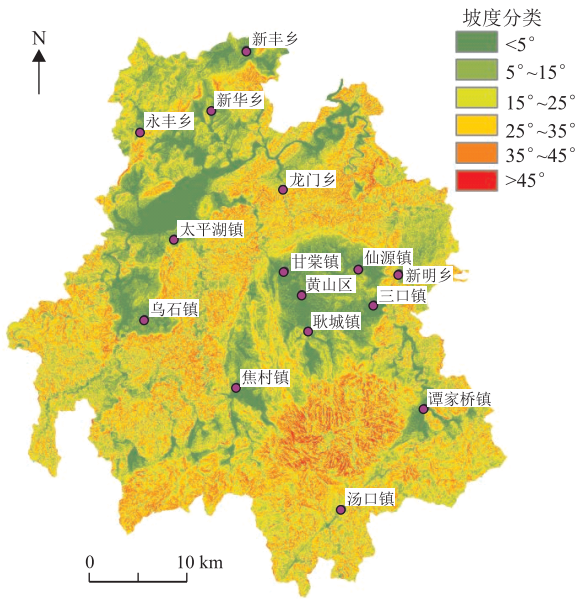 坡度分类
<5°
5°~15°
15°~25°
25°~35°
35°~45°
>45°
N
新丰乡
新华乡
永丰乡
龙门乡
太平湖镇
甘棠镇
仙源镇
新明乡
黄山区
三口镇
乌石镇
耿城镇
焦村镇
谭家桥镇
汤口镇
0 10 km